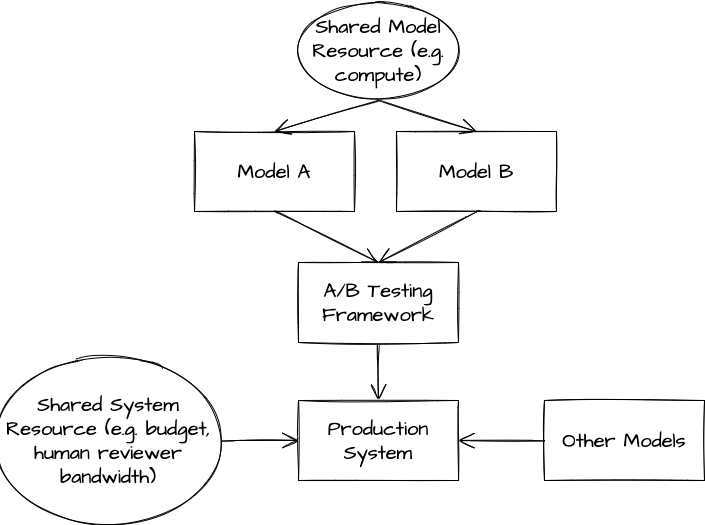 Shared Model
Resource (e.g.
compute)
Model A
Model B
A/B Testing
Framework
Shared System
Resource (e.g. budget,
human reviewer
bandwidth)
Production
System
Other Models